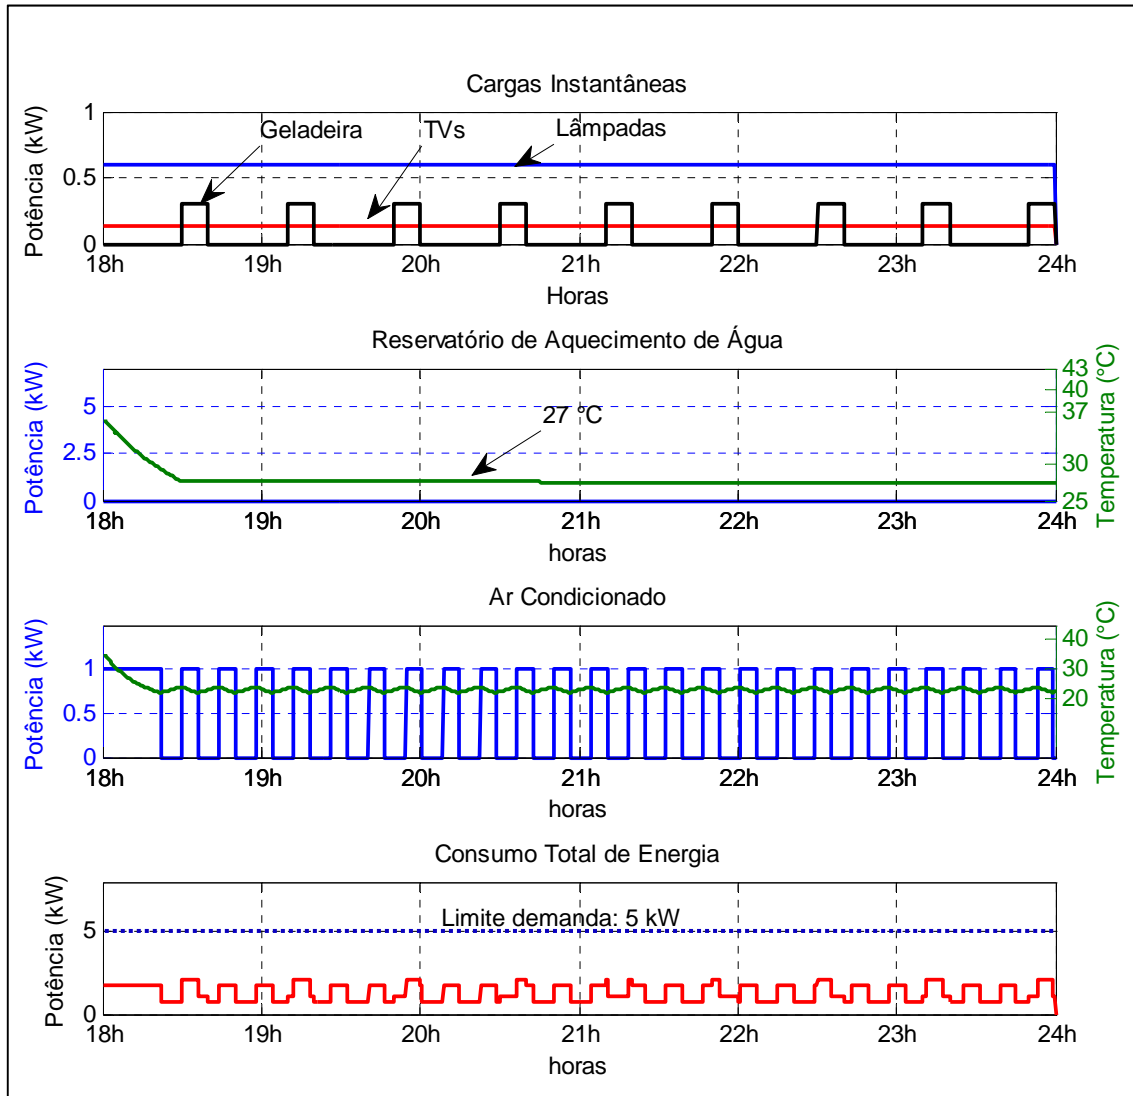 Cargas Instantâneas
Potência (kW)
1
0.5
0
Geladeira
TVs
Lâmpadas
18h 19h 20h 21h 22h 23h 24h
Horas
Reservatório de Aquecimento de Água
Potência (kW)
5
2.5
0
27 °C
43
40
37
30
25
Temperatura (°C)
18h 19h 20h 21h 22h 23h 24h
horas
Ar Condicionado
Potência (kW)
1
0.5
0
40
30
20
Temperatura (°C)
18h 19h 20h 21h 22h 23h 24h
horas
Consumo Total de Energia
Potência (kW)
5
0
Limite demanda: 5 kW
18h 19h 20h 21h 22h 23h 24h
horas